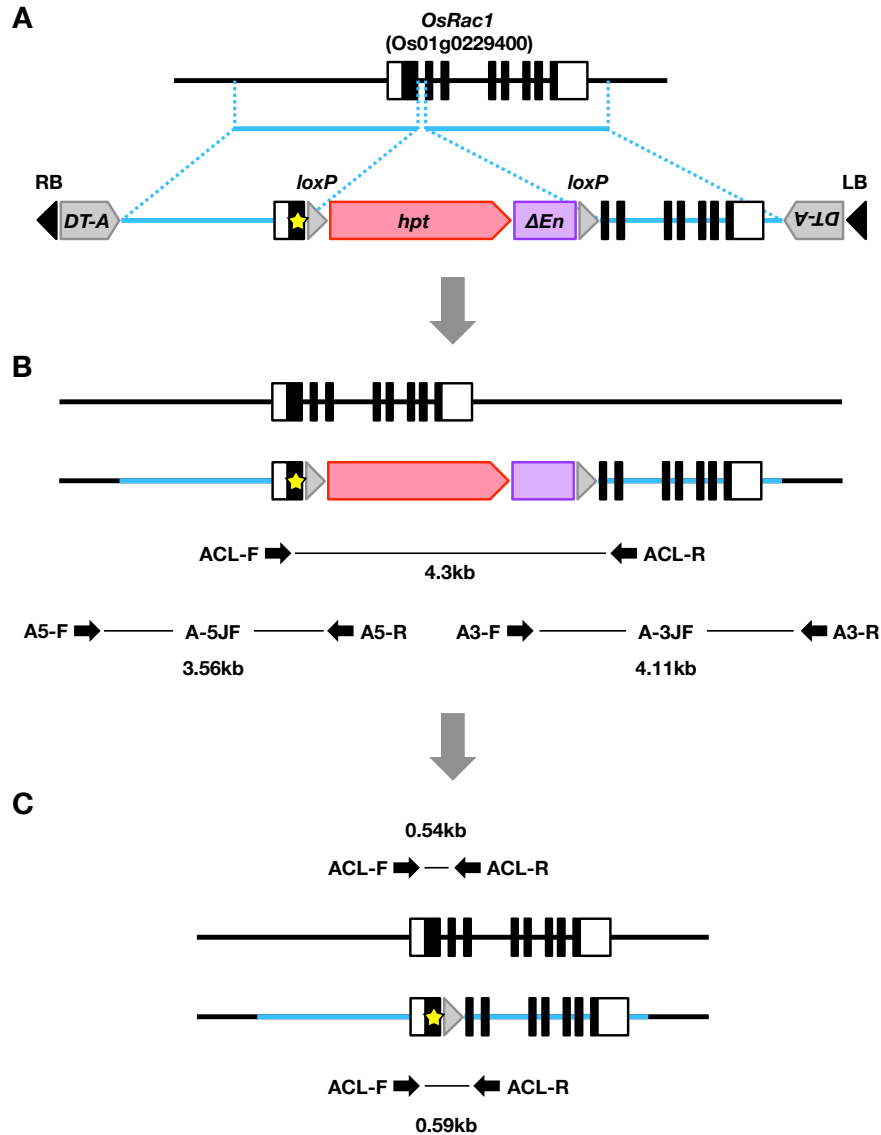 A
OsRac1
(Os01g0229400)
RB
loxP
loxP
LB
DT-A
hpt
ΔEn
DT-A
B
ACL-F
ACL-R
4.3kb
A5-F
A-5JF
A5-R
A3-F
A-3JF
A3-R
3.56kb
4.11kb
C
0.54kb
ACL-F
ACL-R
ACL-F
ACL-R
0.59kb